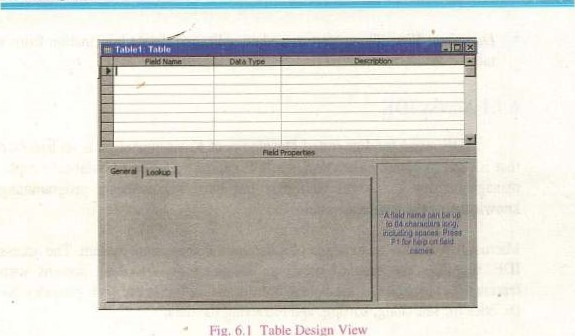 Table1: Table
Field Name Data Type Description
Field Properties
General Lookup
A field name can be up
to 64 characters long,
including spaces. Press
F1 for help on field
names.
Fig. 6.1 Table Design View